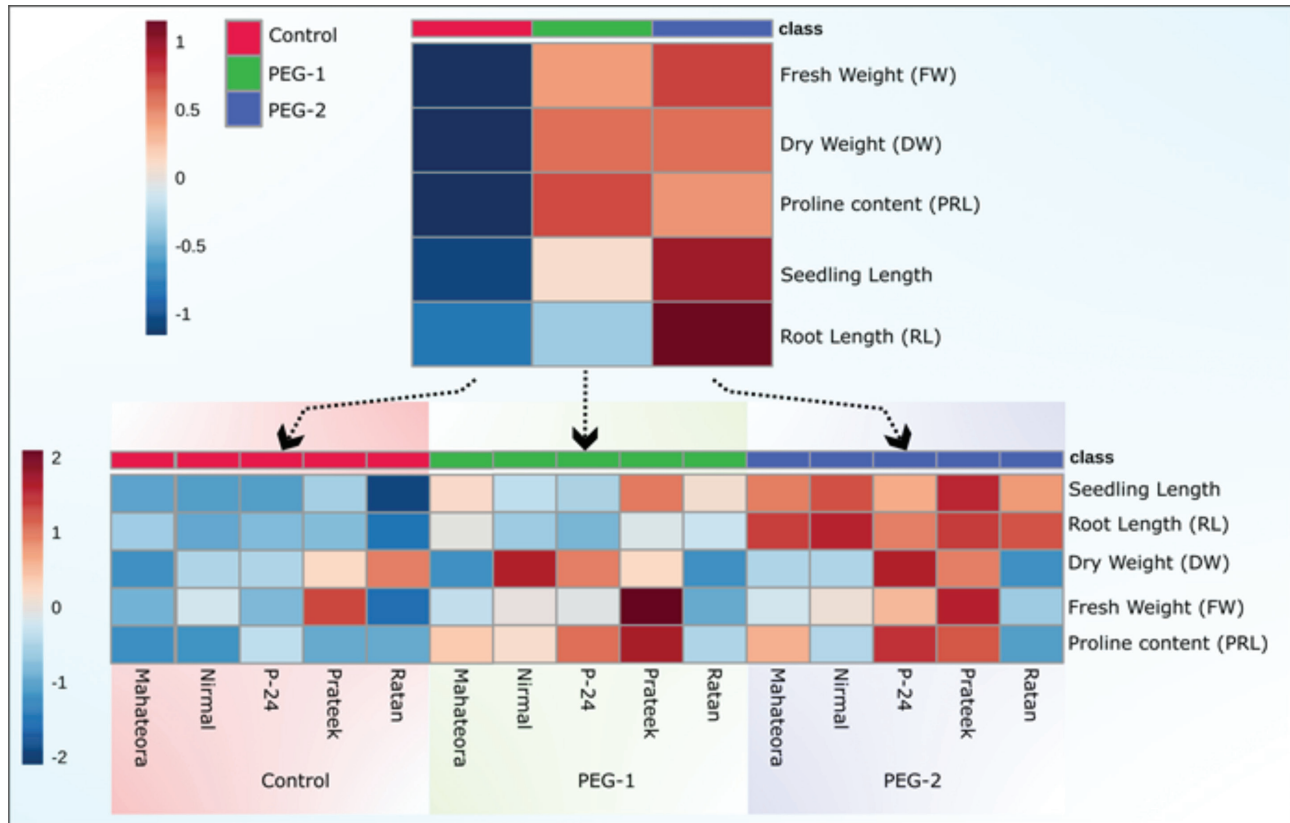 1
0.5
0
-0.5
-1
Control
PEG-1
PEG-2
class
Fresh Weight (FW)
Dry Weight (DW)
Proline content (PRL)
Seedling Length
Root Length (RL)
2
1
0
-1
-2
class
Seedling Length
Root Length (RL)
Dry Weight (DW)
Fresh Weight (FW)
Proline content (PRL)
Mahateora
Nirmal
P-24
Prateek
Ratan
Mahateora
Nirmal
P-24
Prateek
Ratan
Mahateora
Nirmal
P-24
Prateek
Ratan
Control
PEG-1
PEG-2